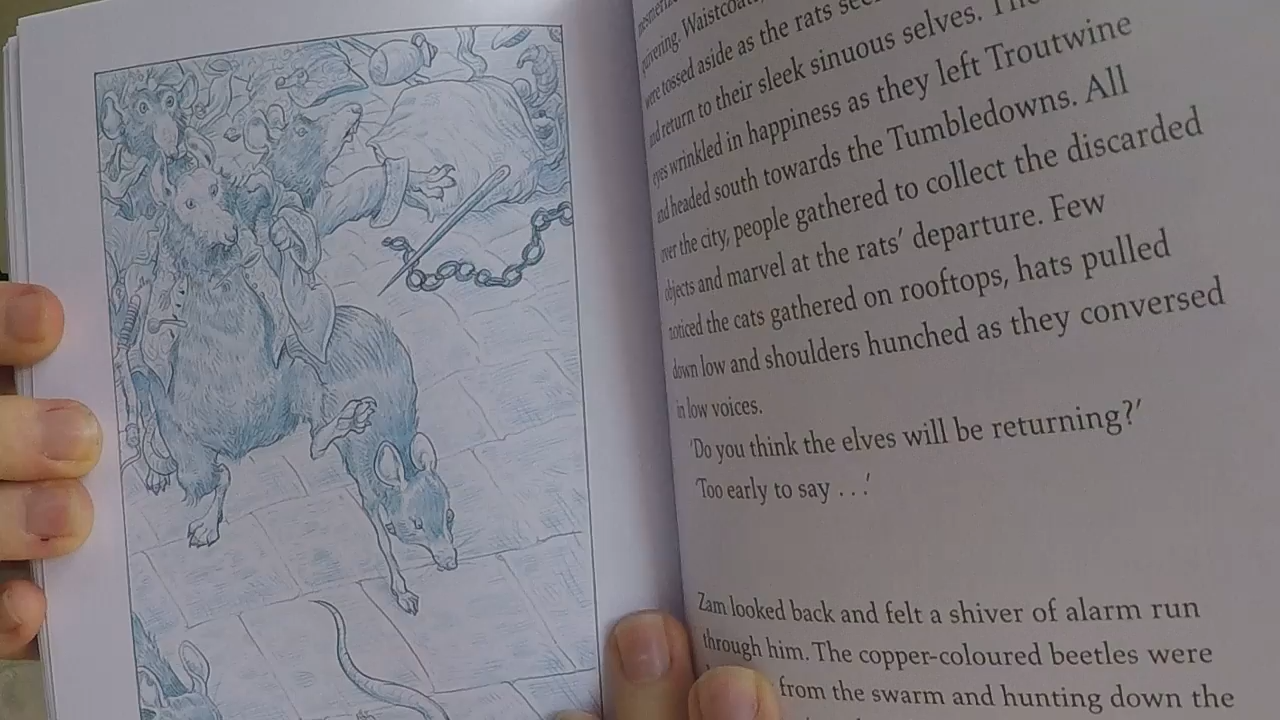 quivering. Waistcoats,
were tossed aside as the rats
and return to their sleek sinuous selves.
eyes wrinkled in happiness as they left Troutwine
and headed south towards the Tumbledowns. All
over the city, people gathered to collect the discarded
objects and marvel at the rats' departure. Few
noticed the cats gathered on rooftops, hats pulled
down low and shoulders hunched as they conversed
in low voices.
'Do you think the elves will be returning?'
'Too early to say . . .'
Zam looked back and felt a shiver of alarm run
through him. The copper-coloured beetles were
from the swarm and hunting down the